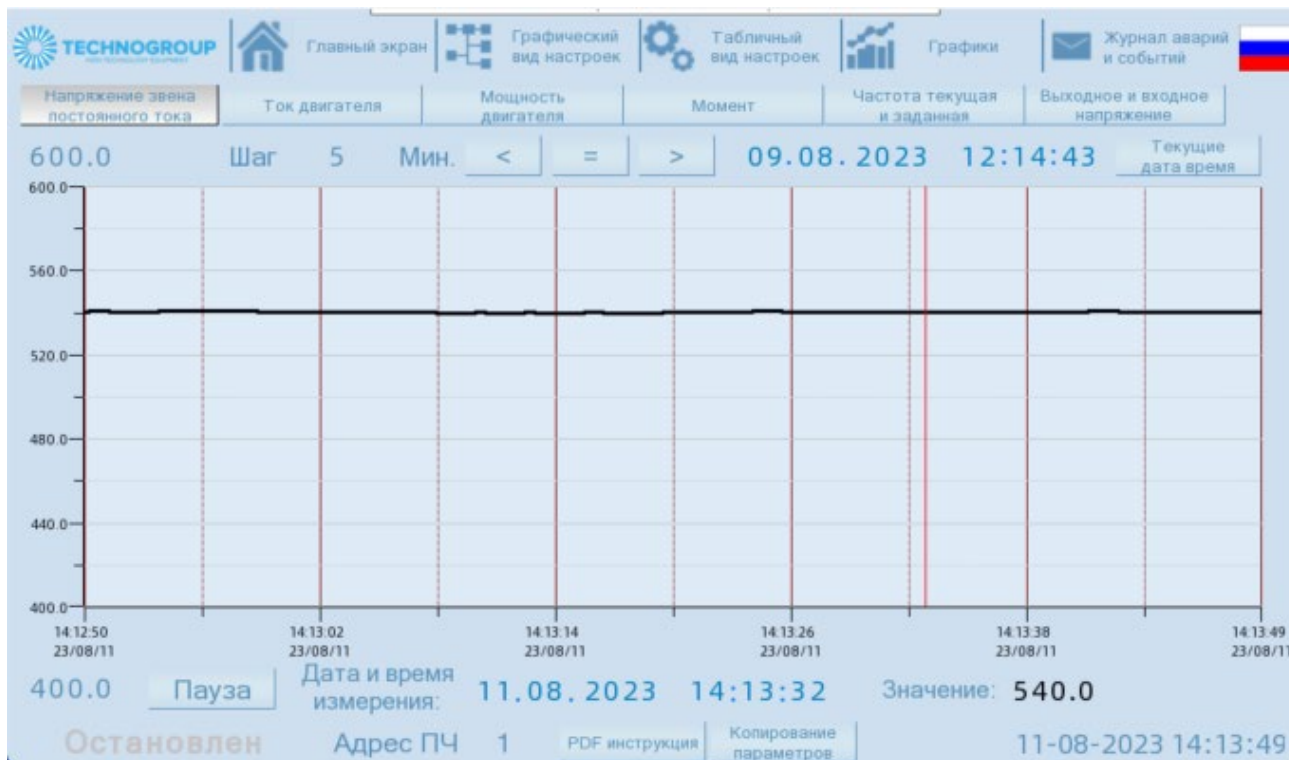 TECHNOGROUP
Главный экран
Графический
вид настроек
Табличный
вид настроек
Графики
Журнал аварий
и событий
Напряжение звена
постоянного тока
Ток двигателя
Мощность
двигателя
Момент
Частота текущая
и заданная
Выходное и входное
напряжение
600.0 Шаг 5 Мин. < = > 09.08.2023 12:14:43
Текущие
дата время
600.0
560.0
520.0
480.0
440.0
400.0
14:12:50 14:13:02 14:13:14 14:13:26 14:13:38 14:13:49
23/08/11 23/08/11 23/08/11 23/08/11 23/08/11 23/08/11
400.0 Пауза
Дата и время
измерения:
11.08.2023 14:13:32 Значение: 540.0
Остановлен Адрес ПЧ 1 PDF инструкция
Копирование
параметров
11-08-2023 14:13:49